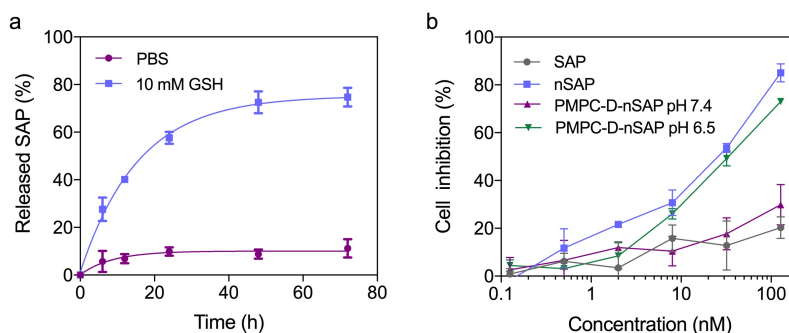 a
100
80
60
40
20
0
Released SAP (%)
PBS
10 mM GSH
0 20 40 60 80
Time (h)
b
100
80
60
40
20
0
Cell inhibition (%)
SAP
nSAP
PMPC-D-nSAP pH 7.4
PMPC-D-nSAP pH 6.5
0.1 1 10 100
Concentration (nM)